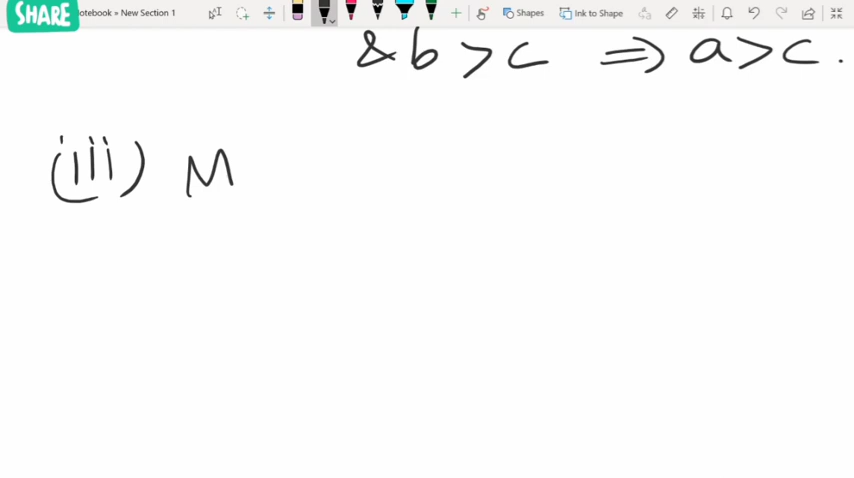 SHARE
otebook » New Section 1
Shapes
Ink to Shape
& b > c ⇒ a > c .
(iii) M